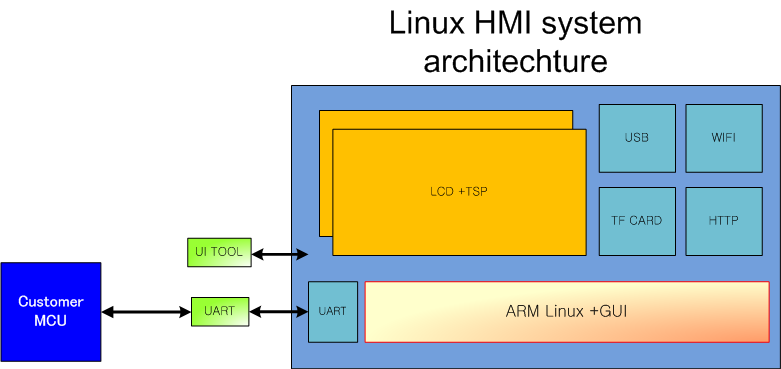 Linux HMI system
architechture
USB
WIFI
LCD +TSP
TF CARD
HTTP
UI TOOL
Customer
MCU
UART
UART
ARM Linux +GUI